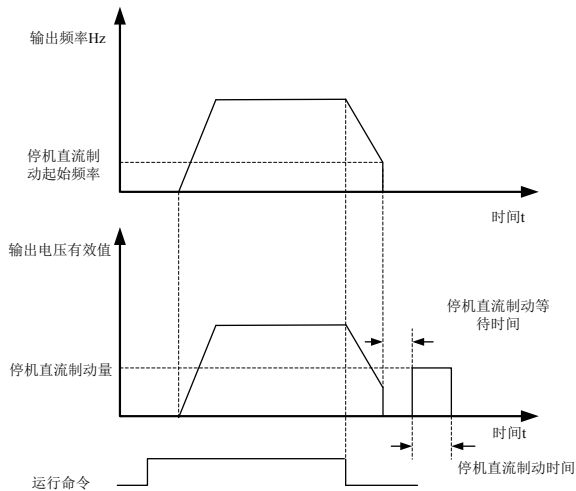 输出频率Hz
停机直流制
动起始频率
时间t
输出电压有效值
停机直流制动等
待时间
停机直流制动量
时间t
停机直流制动时间
运行命令